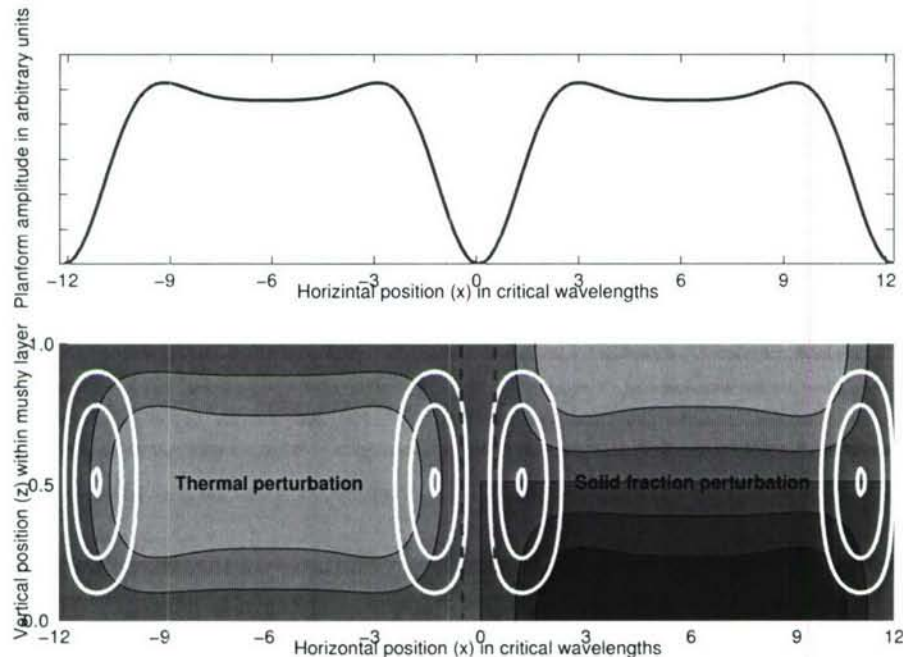 Planform amplitude in arbitrary units
−12 −9 −6 −3 0 3 6 9 12
Horizintal position (x) in critical wavelengths
Vertical position (z) within mushy layer
1.0
0.5
0.0
Thermal perturbation
Solid fraction perturbation
−12 −9 −6 −3 0 3 6 9 12
Horizontal position (x) in critical wavelengths